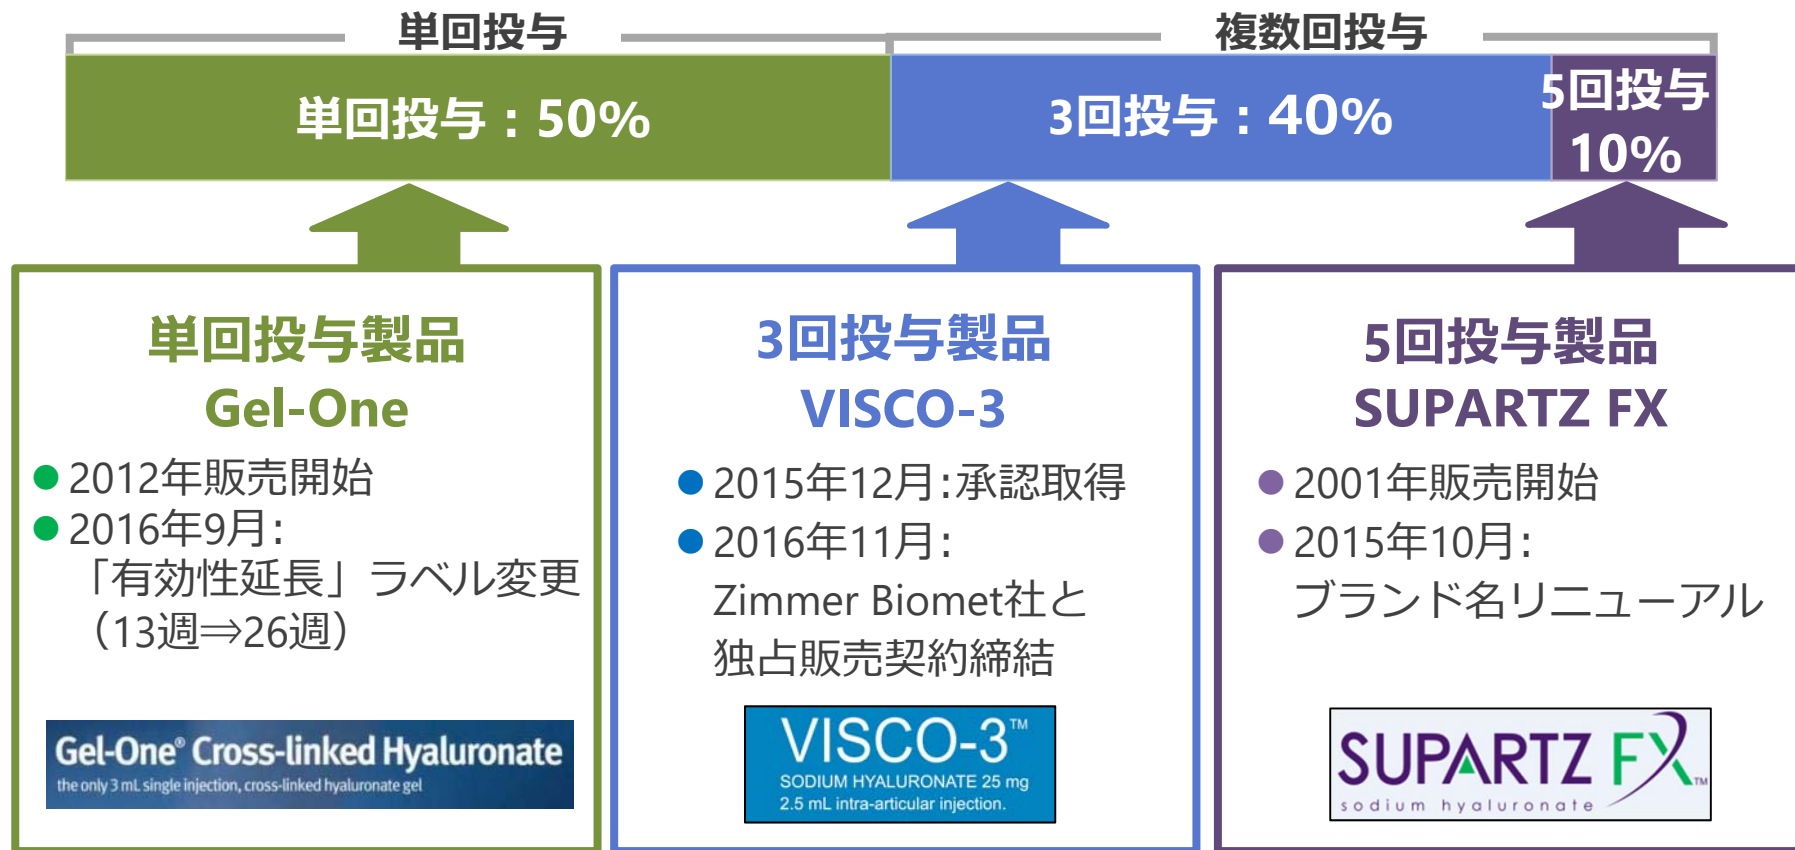 単回投与
複数回投与
単回投与：50%
3回投与：40%
5回投与
10%
単回投与製品
Gel-One
●2012年販売開始
●2016年9月：
「有効性延長」ラベル変更
（13週⇒26週）
Gel-One® Cross-linked Hyaluronate
the only 3 mL single injection, cross-linked hyaluronate gel
3回投与製品
VISCO-3
●2015年12月：承認取得
●2016年11月：
Zimmer Biomet社と
独占販売契約締結
VISCO-3™
SODIUM HYALURONATE 25 mg
2.5 mL intra-articular injection.
5回投与製品
SUPARTZ FX
●2001年販売開始
●2015年10月：
ブランド名リニューアル
SUPARTZ FX™
sodium hyaluronate